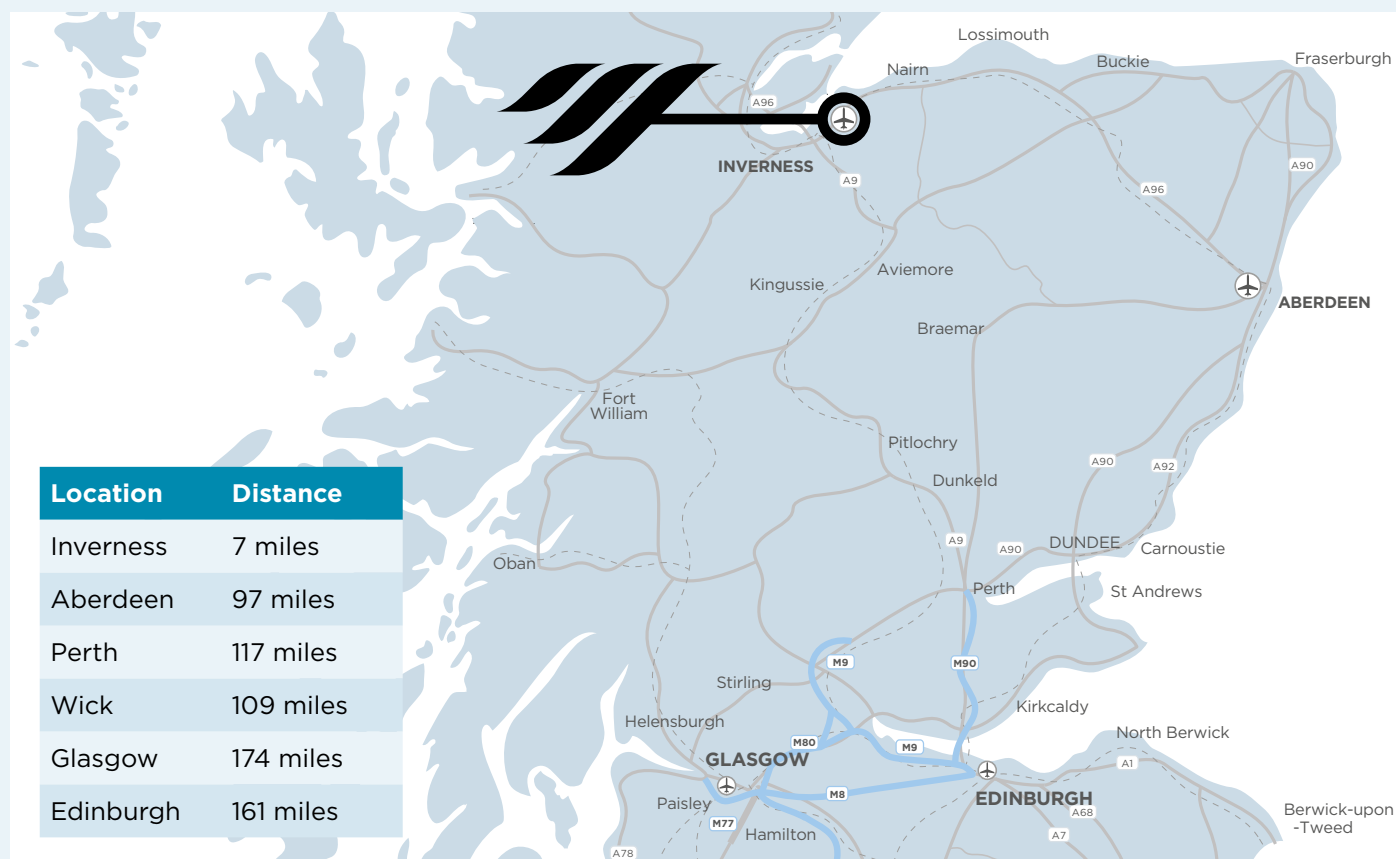 Lossimouth
Nairn
Buckie
Fraserburgh
A96
INVERNESS
A9
A96
A90
Kingussie
Aviemore
ABERDEEN
Braemar
Fort
William
Pitlochry
Dunkeld
A90
A92
A9
A90
DUNDEE
Carnoustie
Oban
Perth
St Andrews
M9
M90
Stirling
Helensburgh
Kirkcaldy
M80
M9
North Berwick
GLASGOW
A1
M8
EDINBURGH
Paisley
A68
Berwick-upon
-Tweed
M77
Hamilton
A7
A78
Location Distance
Inverness 7 miles
Aberdeen 97 miles
Perth 117 miles
Wick 109 miles
Glasgow 174 miles
Edinburgh 161 miles